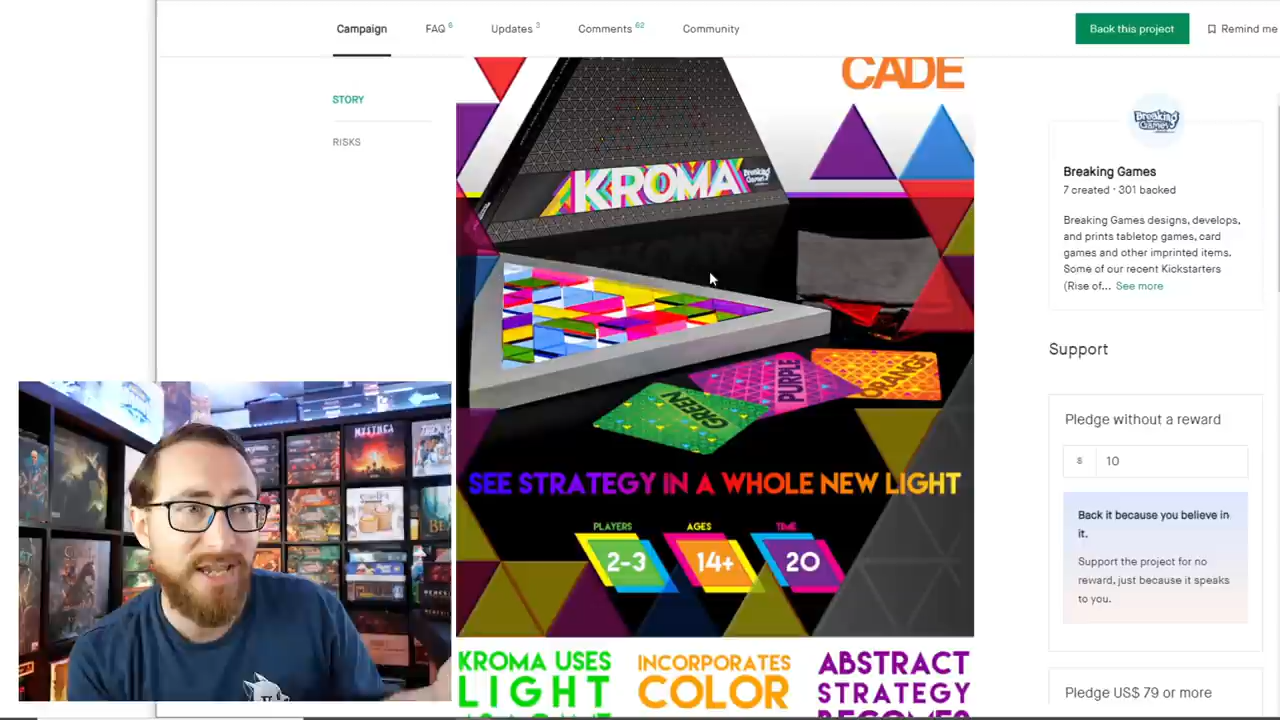 Campaign
FAQ 6
Updates 3
Comments 62
Community
Back this project
Remind me
STORY
RISKS
CADE
KROMA
Breaking Games
GREEN
PURPLE
ORANGE
SEE STRATEGY IN A WHOLE NEW LIGHT
PLAYERS
AGES
TIME
2-3
14+
20
KROMA USES
LIGHT
INCORPORATES
COLOR
ABSTRACT
STRATEGY
BECOMES
Breaking Games
Breaking Games
7 created · 301 backed
Breaking Games designs, develops,
and prints tabletop games, card
games and other imprinted items.
Some of our recent Kickstarters
(Rise of... See more
Support
Pledge without a reward
$ 10
Back it because you believe in
it.
Support the project for no
reward, just because it speaks
to you.
Pledge US$ 79 or more
MYSTHEA